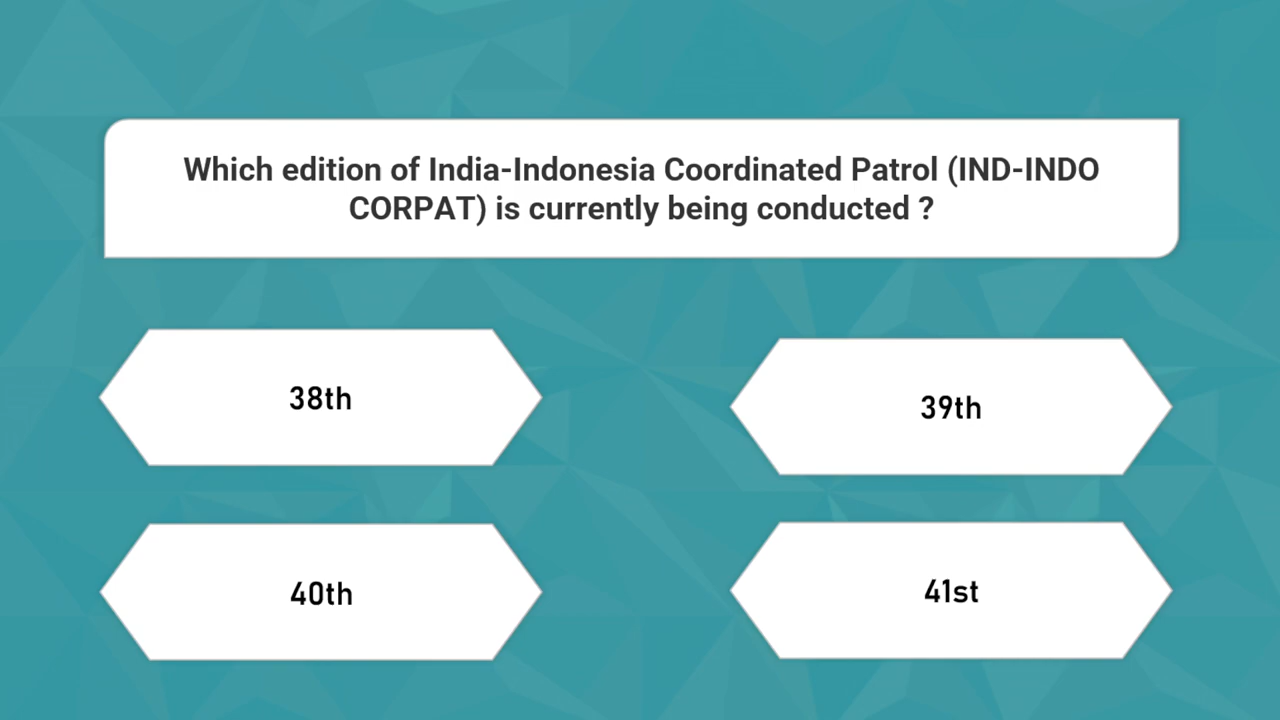 Which edition of India-Indonesia Coordinated Patrol (IND-INDO
CORPAT) is currently being conducted ?
38th
39th
40th
41st